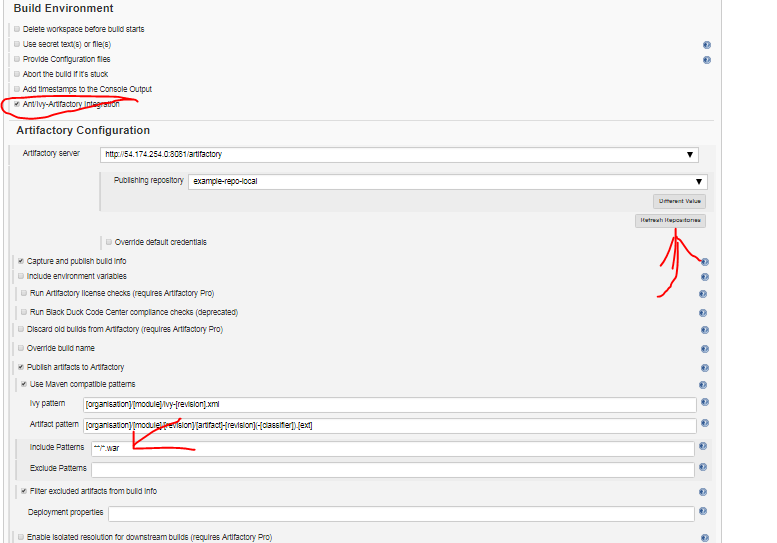 Build Environment
Delete workspace before build starts
Use secret text(s) or file(s)
Provide Configuration files
Abort the build if it's stuck
Add timestamps to the Console Output
Ant/Ivy-Artifactory Integration
Artifactory Configuration
Artifactory server http://54.174.254.0:8081/artifactory
Publishing repository example-repo-local
Different Value
Refresh Repositories
Override default credentials
Capture and publish build info
Include environment variables
Run Artifactory license checks (requires Artifactory Pro)
Run Black Duck Code Center compliance checks (deprecated)
Discard old builds from Artifactory (requires Artifactory Pro)
Override build name
Publish artifacts to Artifactory
Use Maven compatible patterns
Ivy pattern [organisation]/[module]/ivy-[revision].xml
Artifact pattern [organisation]/[module]/[revision]/[artifact]-[revision](-[classifier]).[ext]
Include Patterns **/*.war
Exclude Patterns
Filter excluded artifacts from build info
Deployment properties
Enable isolated resolution for downstream builds (requires Artifactory Pro)